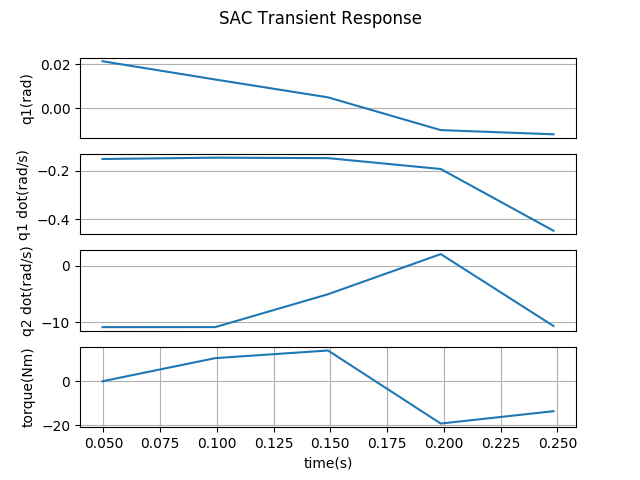 SAC Transient Response
q1(rad)
0.02
0.00
q1 dot(rad/s)
−0.2
−0.4
q2 dot(rad/s)
0
−10
torque(Nm)
0
−20
0.050 0.075 0.100 0.125 0.150 0.175 0.200 0.225 0.250
time(s)